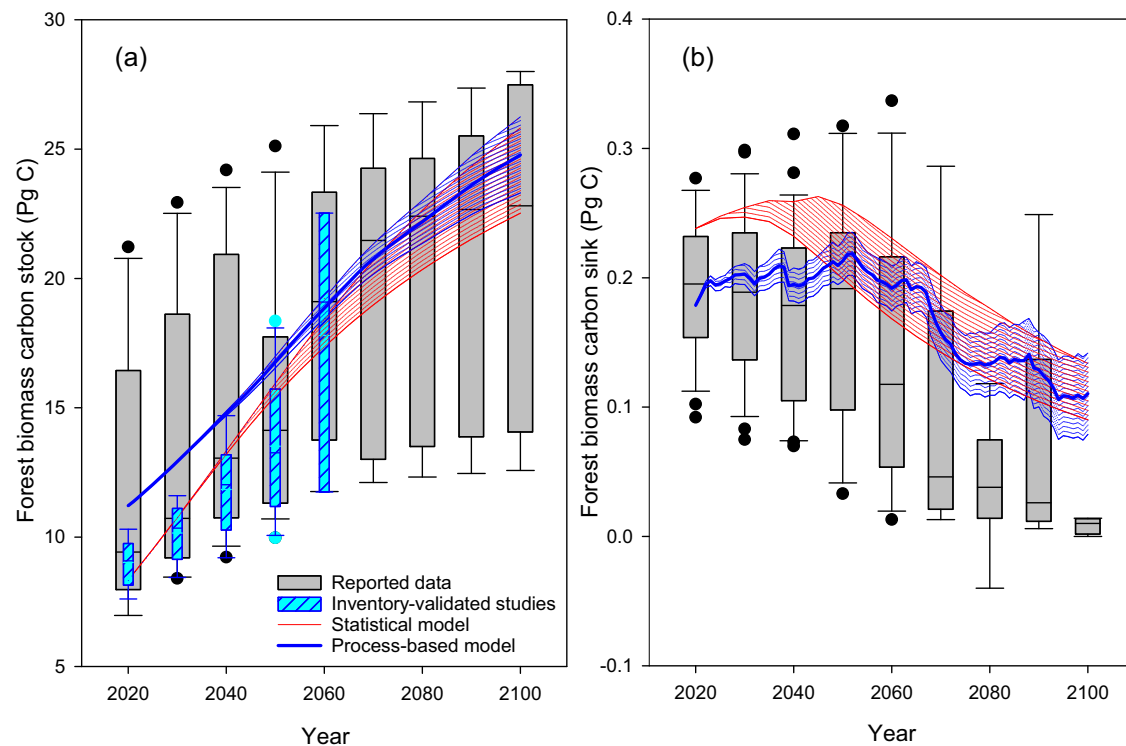 (a)
Forest biomass carbon stock (Pg C)
30
25
20
15
10
5
Reported data
Inventory-validated studies
Statistical model
Process-based model
2020 2040 2060 2080 2100
Year
(b)
Forest biomass carbon sink (Pg C)
0.4
0.3
0.2
0.1
0.0
-0.1
2020 2040 2060 2080 2100
Year